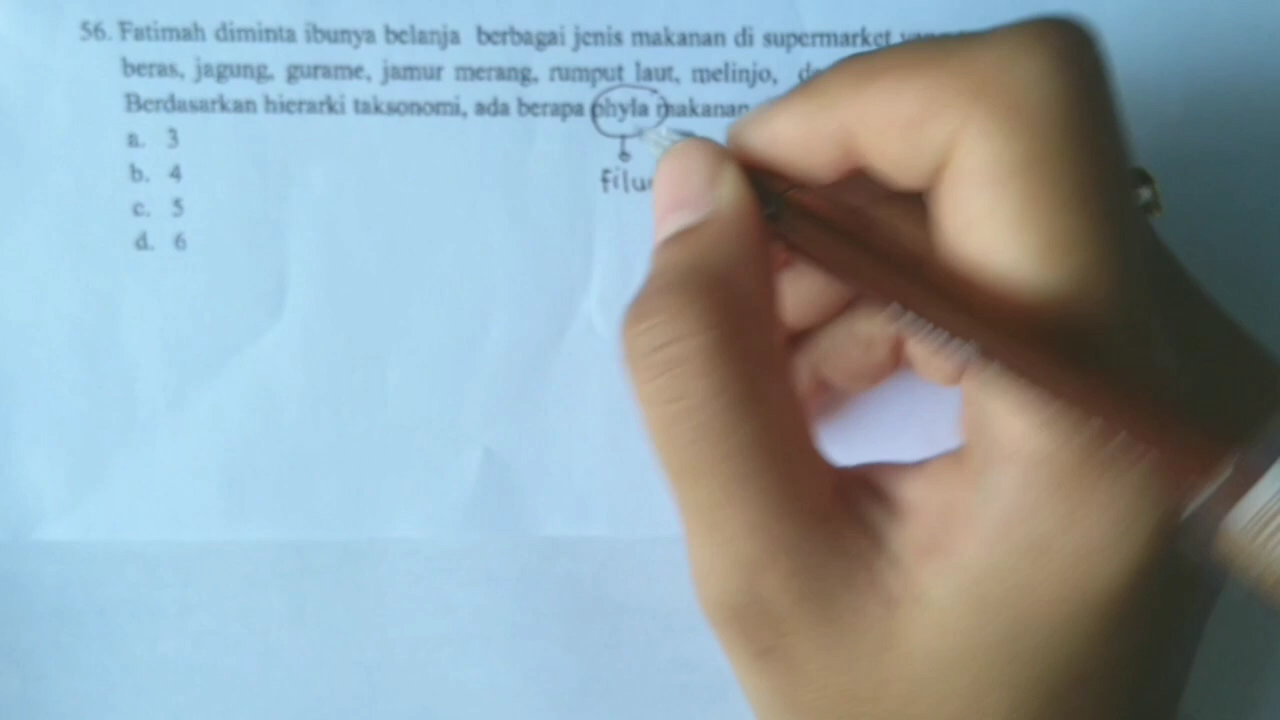 56. Fatimah diminta ibunya belanja berbagai jenis makanan di supermarket
beras, jagung, gurame, jamur merang, rumput laut, melinjo,
Berdasarkan hierarki taksonomi, ada berapa phyla makanan
a. 3
b. 4
c. 5
d. 6